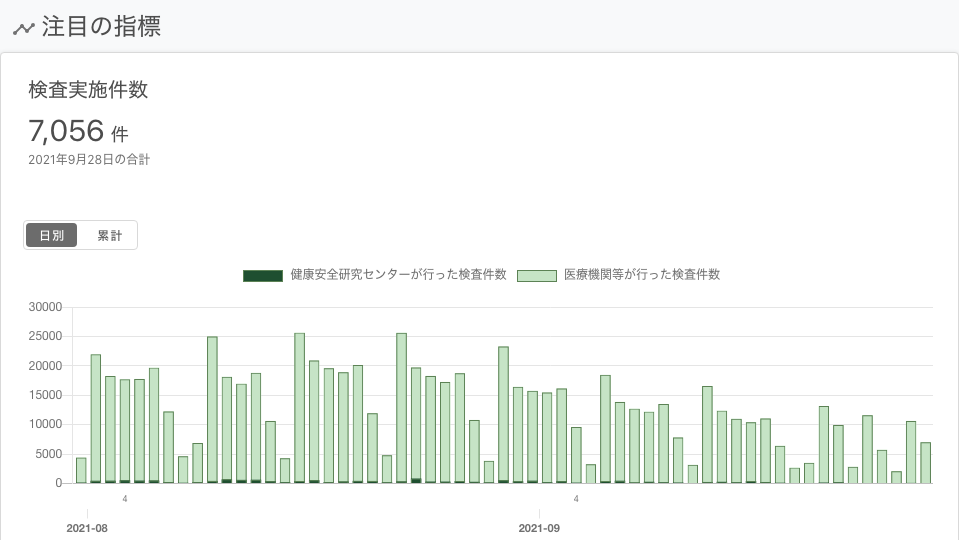 注目の指標
検査実施件数
7,056 件
2021年9月28日の合計
日別 累計
健康安全研究センターが行った検査件数 医療機関等が行った検査件数
30000
25000
20000
15000
10000
5000
0
4 4
2021-08 2021-09